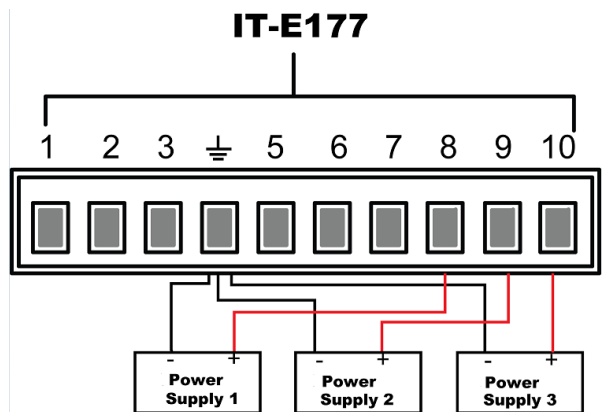 IT-E177
1 2 3 ⏚ 5 6 7 8 9 10
- + - + - +
Power Power Power
Supply 1 Supply 2 Supply 3